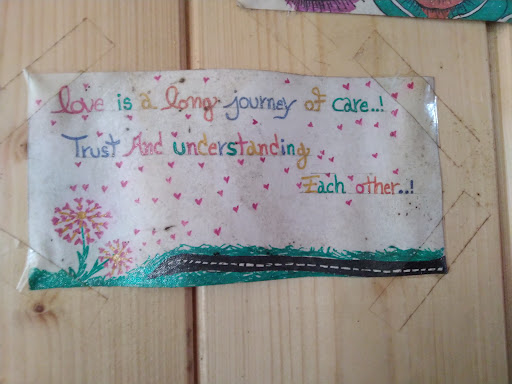 love is a long journey of care..!
Trust And understanding
Each other..!